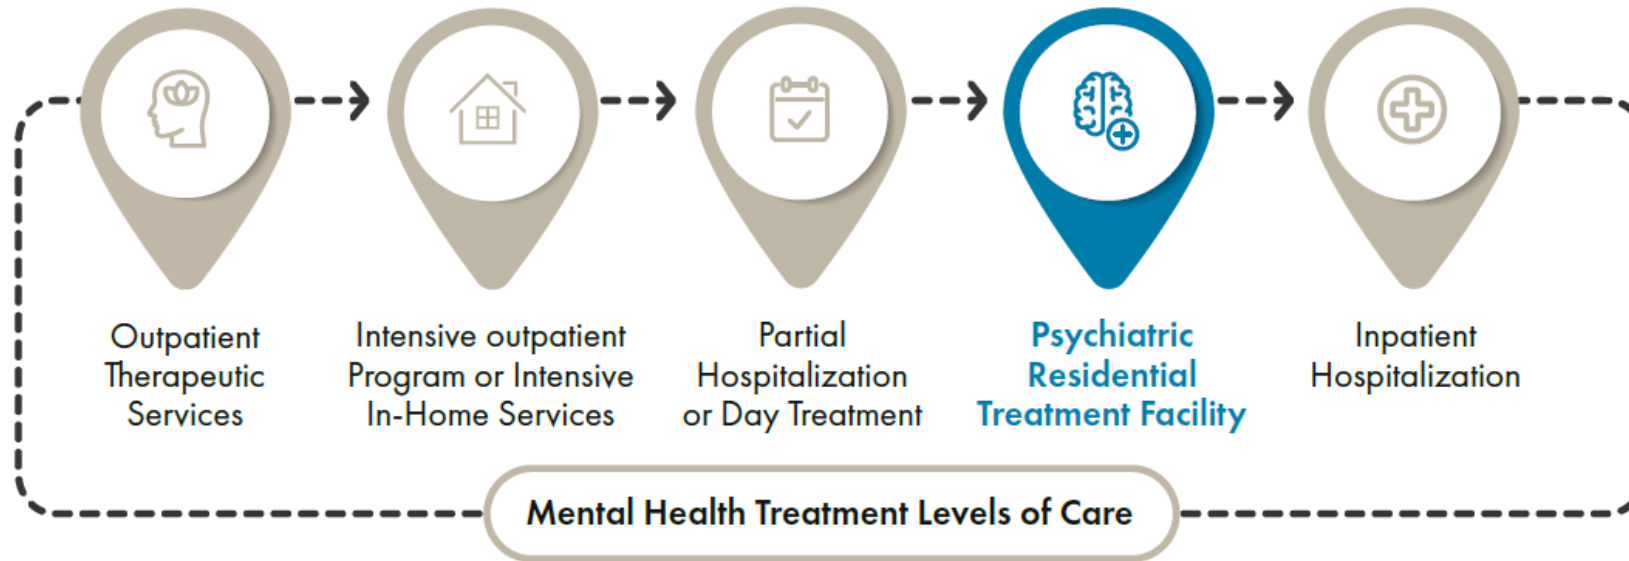 Outpatient
Therapeutic
Services
Intensive outpatient
Program or Intensive
In-Home Services
Partial
Hospitalization
or Day Treatment
Psychiatric
Residential
Treatment Facility
Inpatient
Hospitalization
Mental Health Treatment Levels of Care